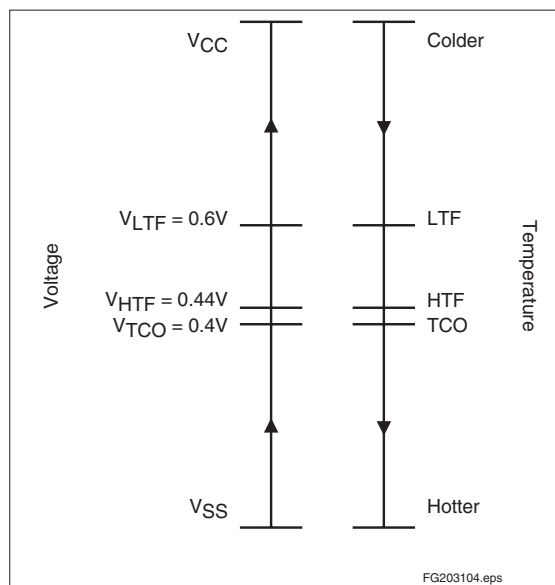 VCC
Colder
VLTF = 0.6V
LTF
Voltage
Temperature
VHTF = 0.44V
HTF
VTCO = 0.4V
TCO
VSS
Hotter
FG203104.eps